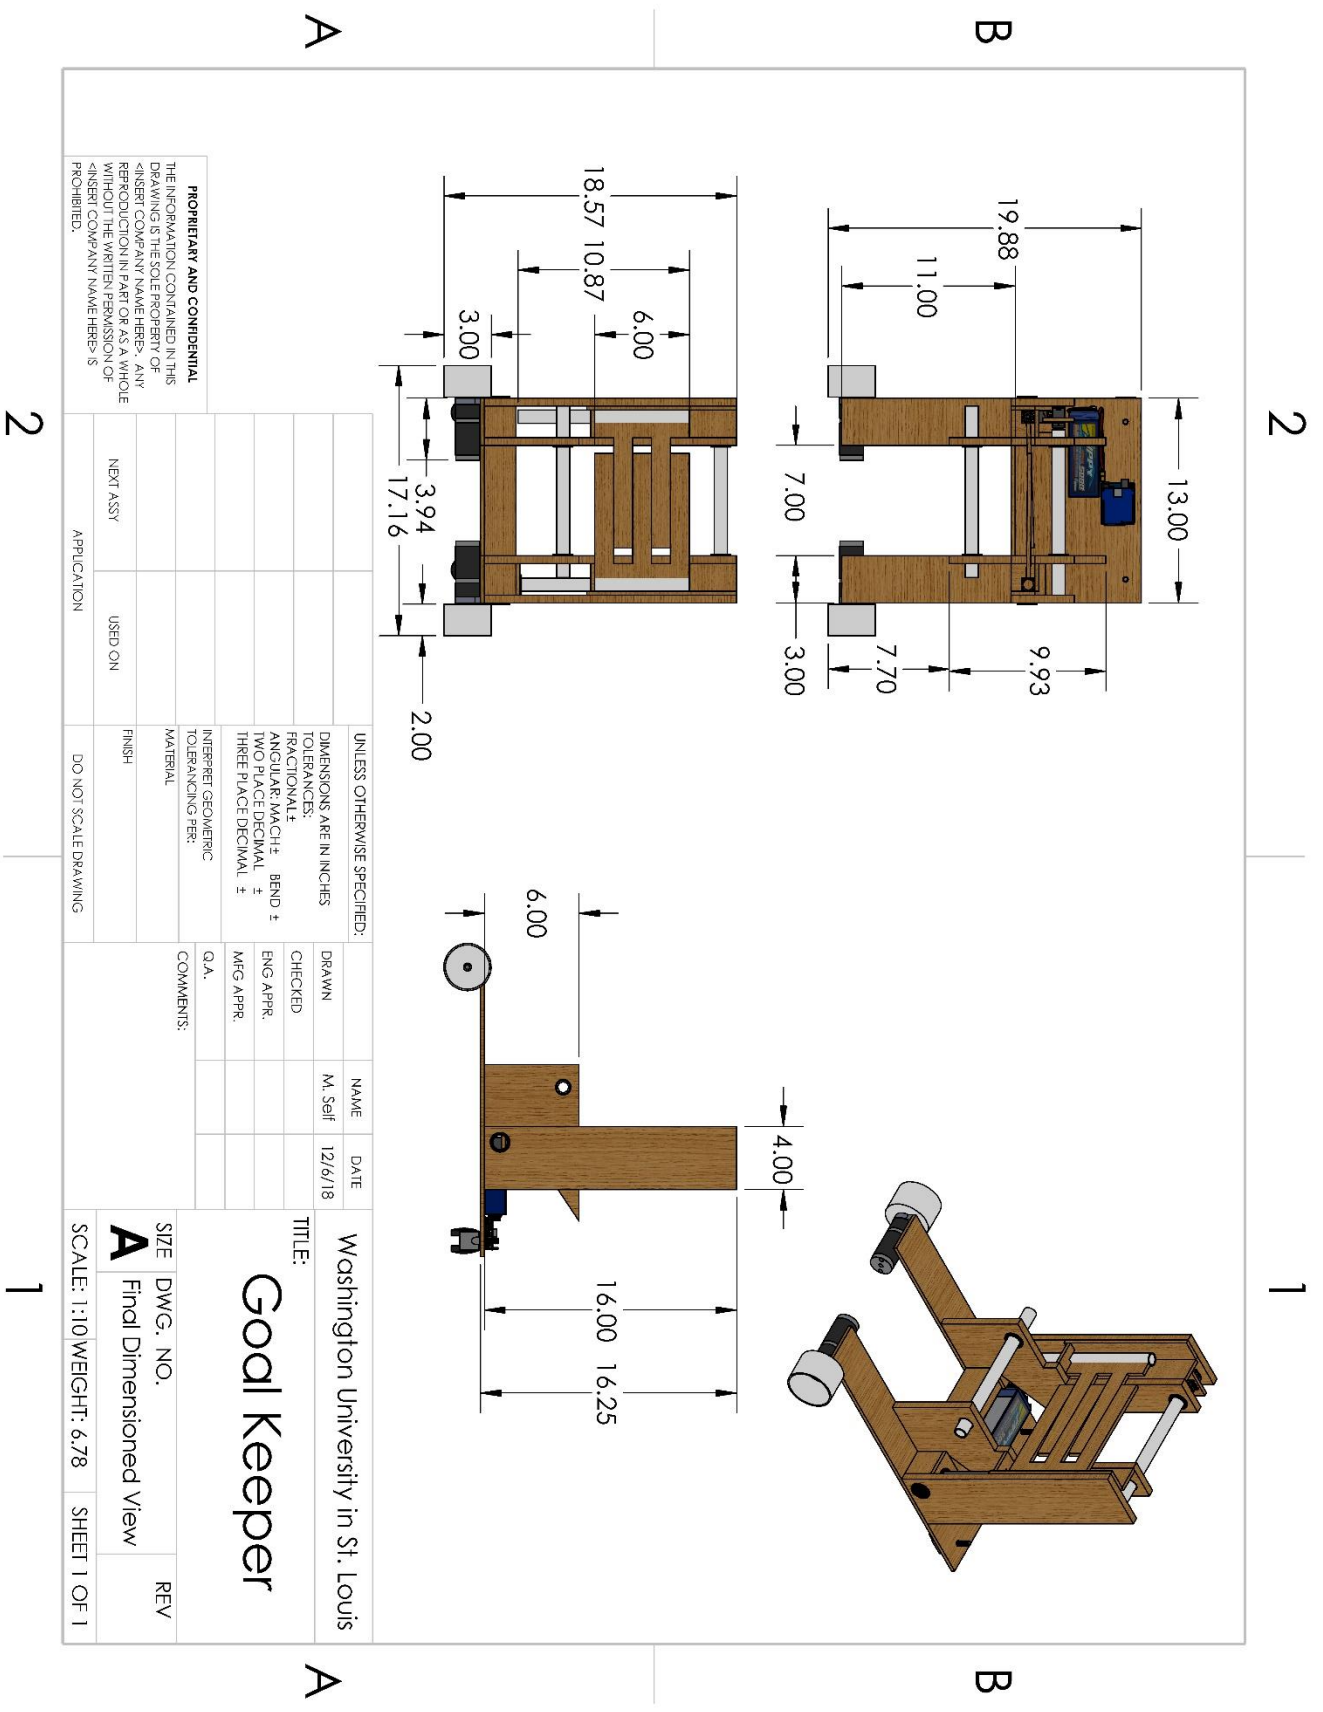 2
1
B
B
A
A
2
1
13.00
19.88
11.00
7.00
3.00
9.93
7.70
18.57
10.87
6.00
3.00
3.94
17.16
2.00
4.00
6.00
16.00
16.25
PROPRIETARY AND CONFIDENTIAL
THE INFORMATION CONTAINED IN THIS
DRAWING IS THE SOLE PROPERTY OF
<INSERT COMPANY NAME HERE>. ANY
REPRODUCTION IN PART OR AS A WHOLE
WITHOUT THE WRITTEN PERMISSION OF
<INSERT COMPANY NAME HERE> IS
PROHIBITED.
NEXT ASSY
USED ON
APPLICATION
UNLESS OTHERWISE SPECIFIED:
DIMENSIONS ARE IN INCHES
TOLERANCES:
FRACTIONAL ±
ANGULAR: MACH ± BEND ±
TWO PLACE DECIMAL ±
THREE PLACE DECIMAL ±
INTERPRET GEOMETRIC
TOLERANCING PER:
MATERIAL
FINISH
DO NOT SCALE DRAWING
NAME
DATE
DRAWN
M. Self
12/6/18
CHECKED
ENG APPR.
MFG APPR.
Q.A.
COMMENTS:
Washington University in St. Louis
TITLE:
Goal Keeper
SIZE
DWG. NO.
REV
A
Final Dimensioned View
SCALE: 1:10
WEIGHT: 6.78
SHEET 1 OF 1